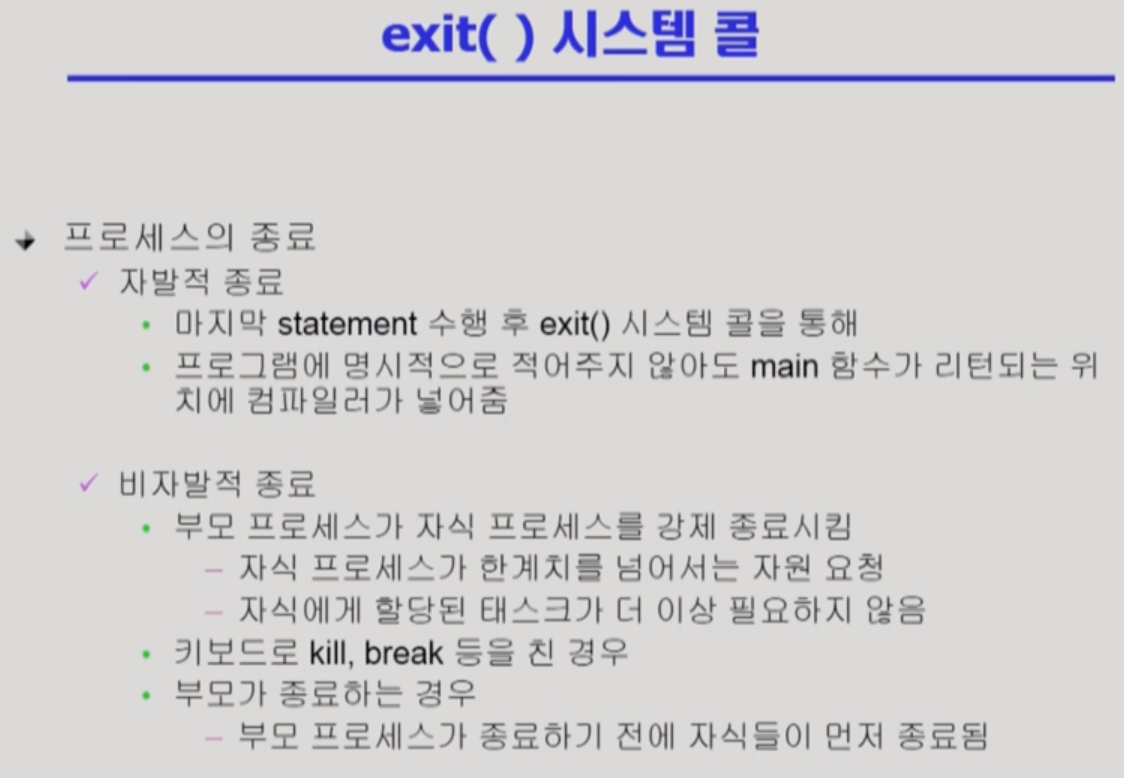 exit( ) 시스템 콜
프로세스의 종료
자발적 종료
마지막 statement 수행 후 exit() 시스템 콜을 통해
프로그램에 명시적으로 적어주지 않아도 main 함수가 리턴되는 위
치에 컴파일러가 넣어줌
비자발적 종료
부모 프로세스가 자식 프로세스를 강제 종료시킴
– 자식 프로세스가 한계치를 넘어서는 자원 요청
– 자식에게 할당된 태스크가 더 이상 필요하지 않음
키보드로 kill, break 등을 친 경우
부모가 종료하는 경우
– 부모 프로세스가 종료하기 전에 자식들이 먼저 종료됨